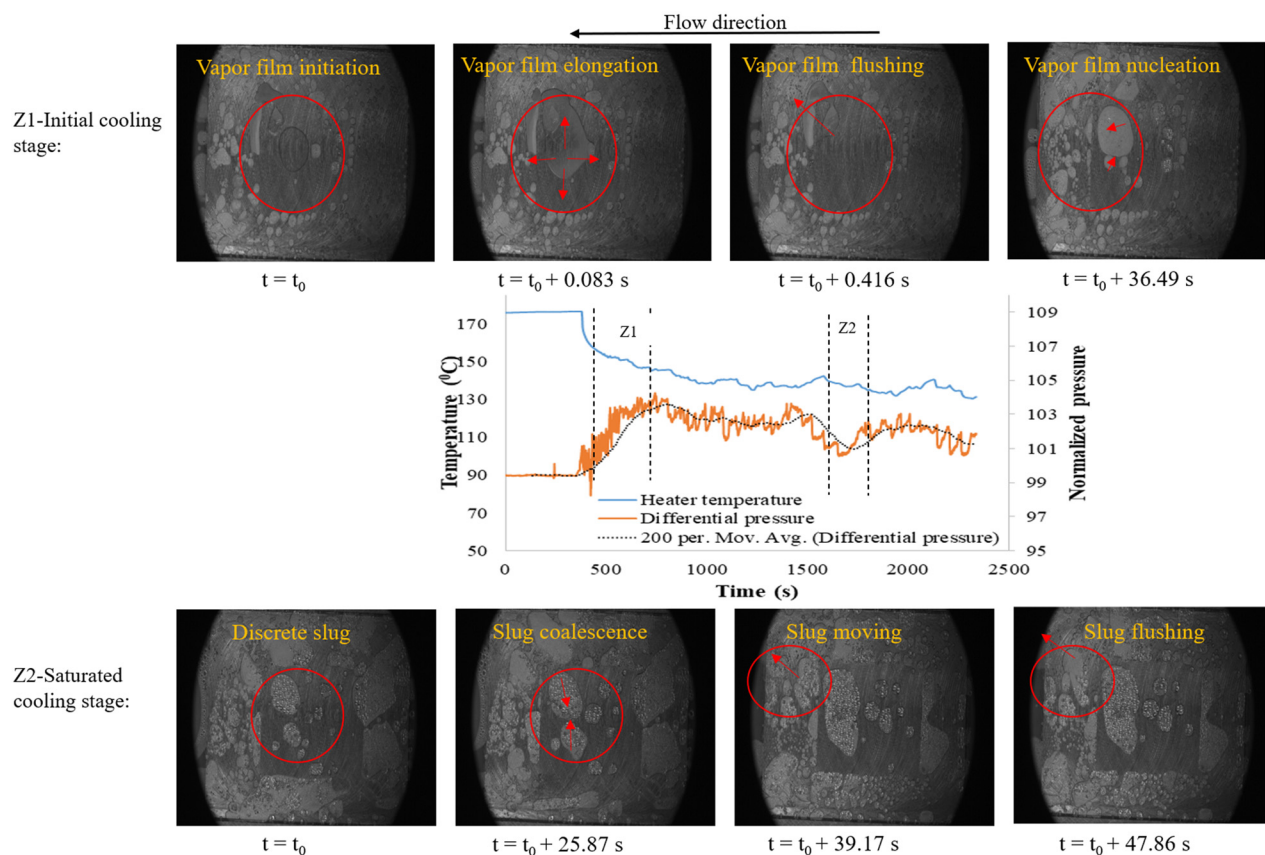 Flow direction
Vapor film initiation
Vapor film elongation
Vapor film flushing
Vapor film nucleation
Z1-Initial cooling
stage:
t = t₀
t = t₀ + 0.083 s
t = t₀ + 0.416 s
t = t₀ + 36.49 s
170
150
130
110
90
70
50
Temperature (⁰C)
Z1
Z2
109
107
105
103
101
99
97
95
Normalized pressure
Heater temperature
Differential pressure
200 per. Mov. Avg. (Differential pressure)
0
500
1000
1500
2000
2500
Time (s)
Discrete slug
Slug coalescence
Slug moving
Slug flushing
Z2-Saturated
cooling stage:
t = t₀
t = t₀ + 25.87 s
t = t₀ + 39.17 s
t = t₀ + 47.86 s